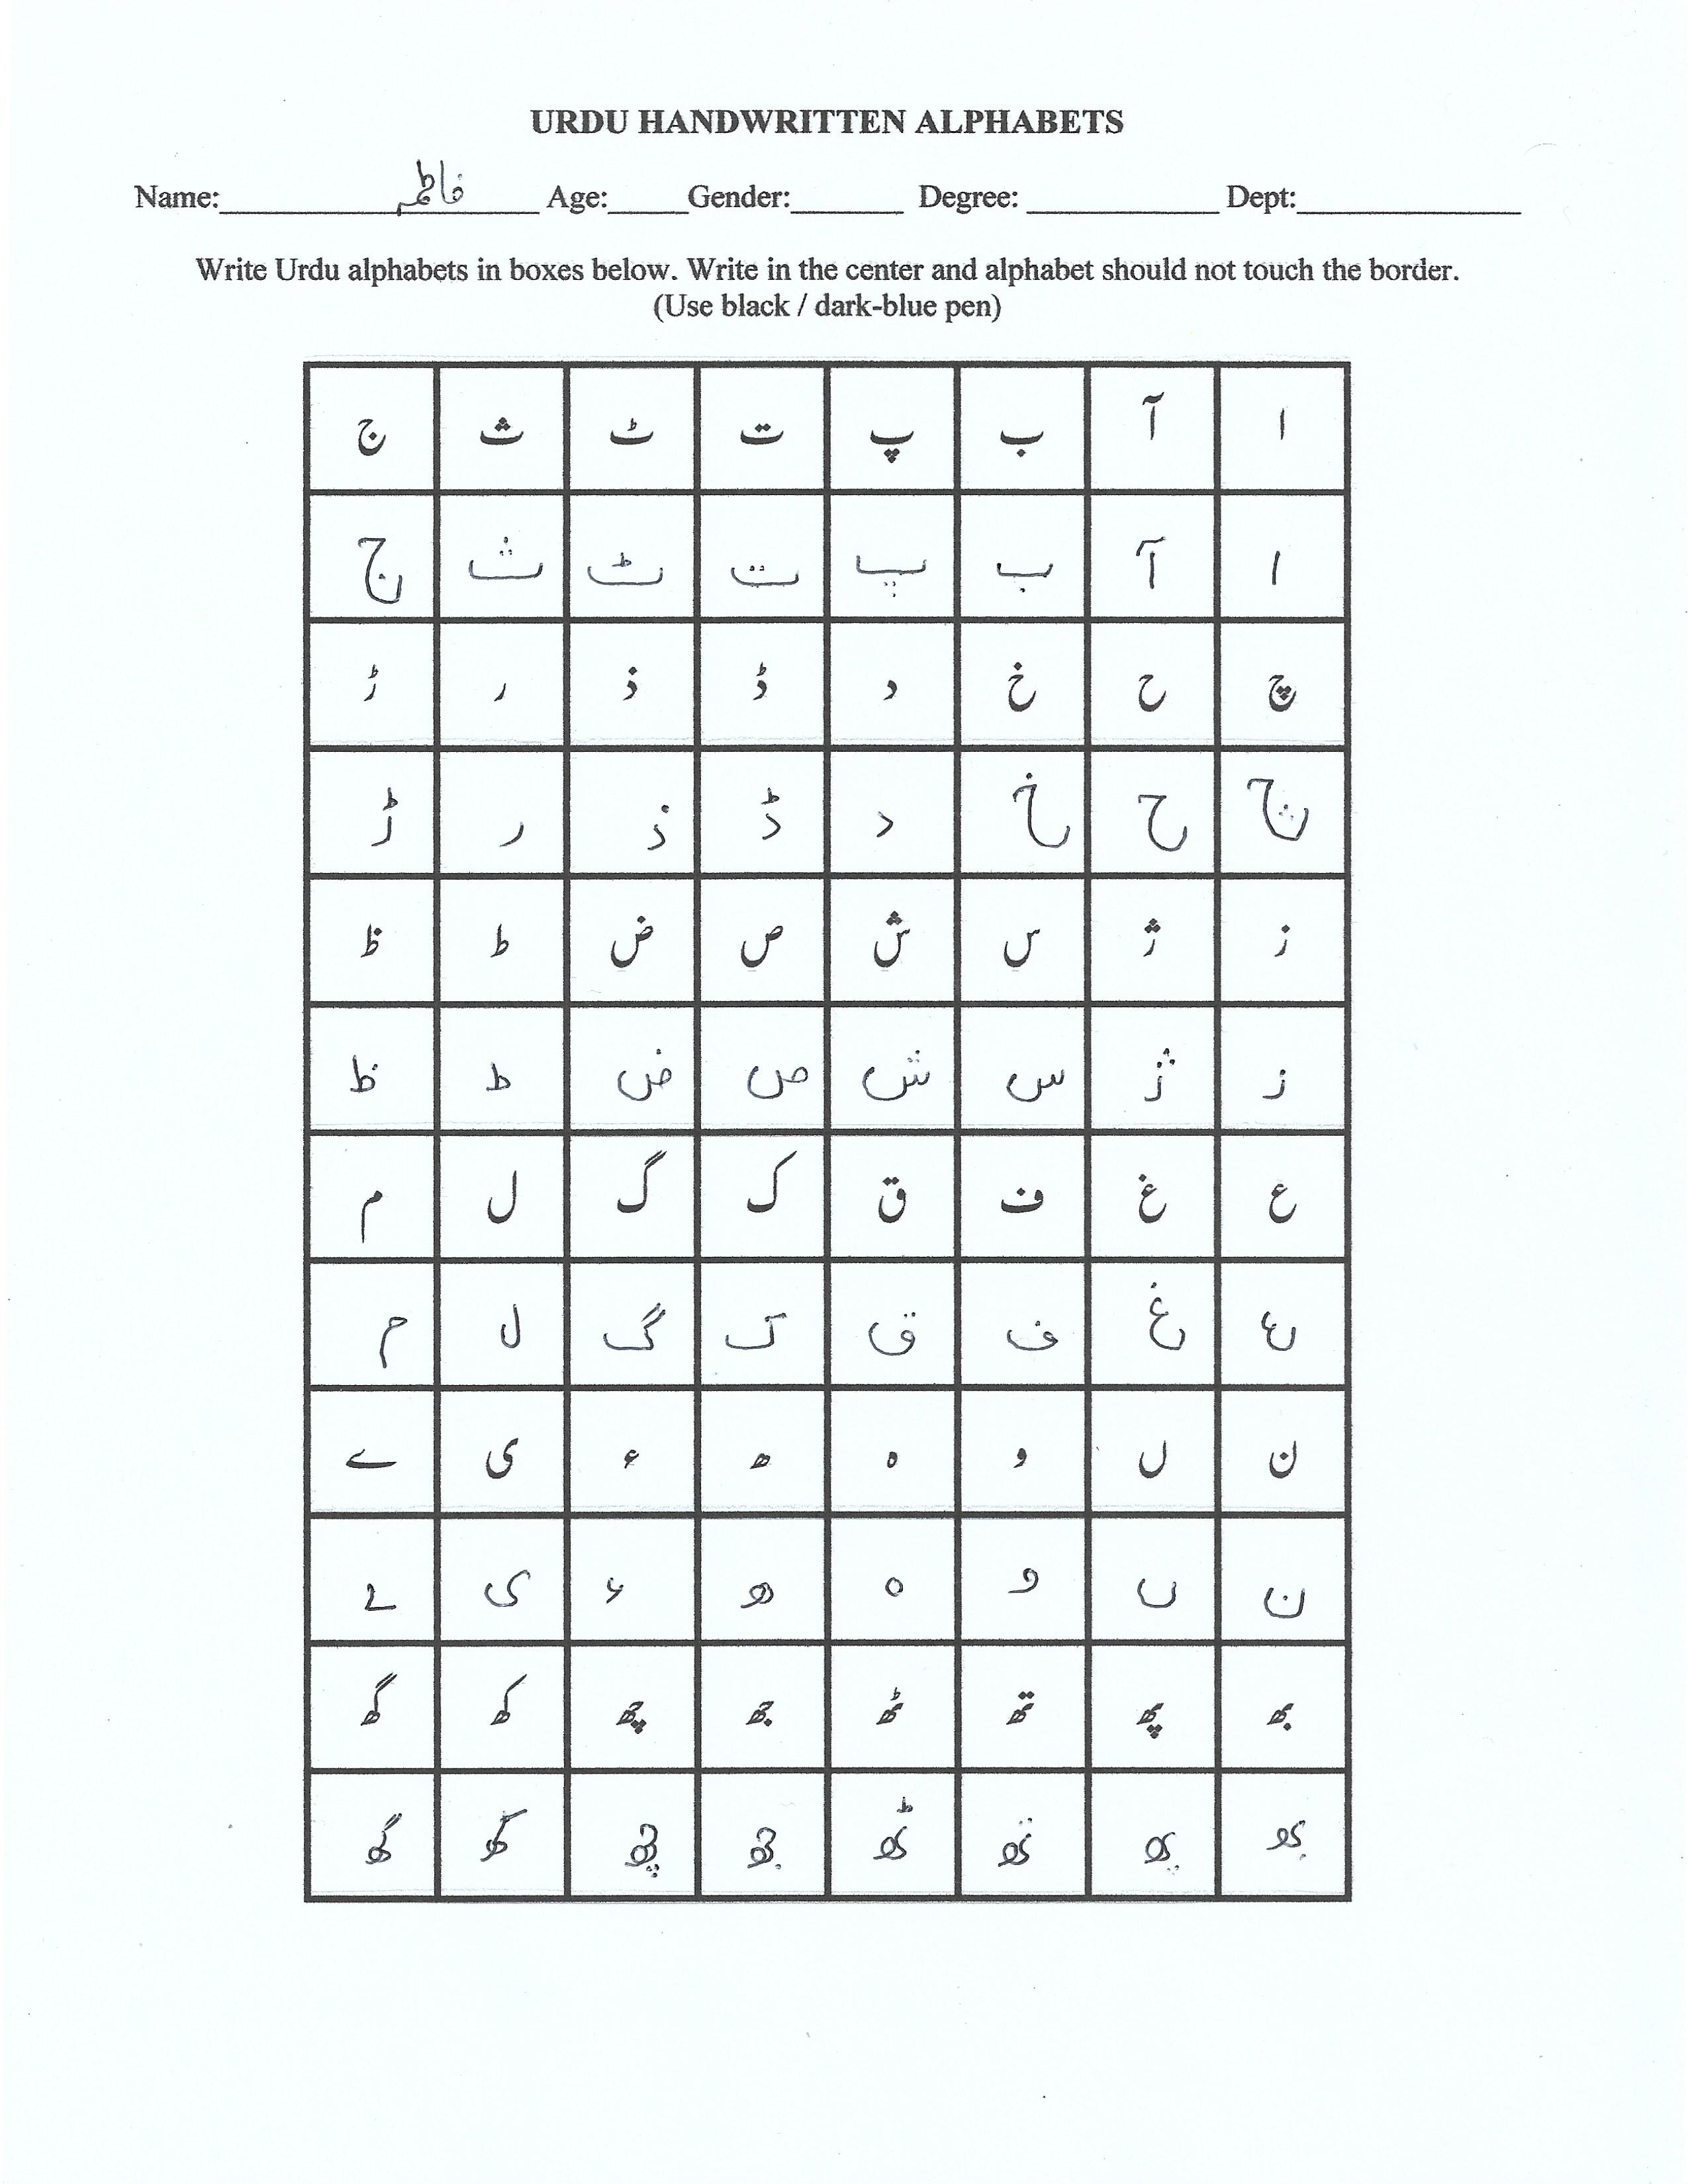 URDU HANDWRITTEN ALPHABETS
Name: فاطمہ Age: Gender: Degree: Dept:
Write Urdu alphabets in boxes below. Write in the center and alphabet should not touch the border.
(Use black / dark-blue pen)
ا آ ب پ ت ٹ ث ج
ا آ ب پ ت ٹ ث ج
چ ح خ د ڈ ذ ر ڑ
چ ح خ د ڈ ذ ر ڑ
ز ژ س ش ص ض ط ظ
ز ژ س ش ص ض ط ظ
ع غ ف ق ک گ ل م
ع غ ف ق ک گ ل م
ن ں و ہ ھ ء ی ے
ن ں و ہ ھ ء ی ے
بھ پھ تھ ٹھ جھ چھ کھ گھ
بھ پھ تھ ٹھ جھ چھ کھ گھ